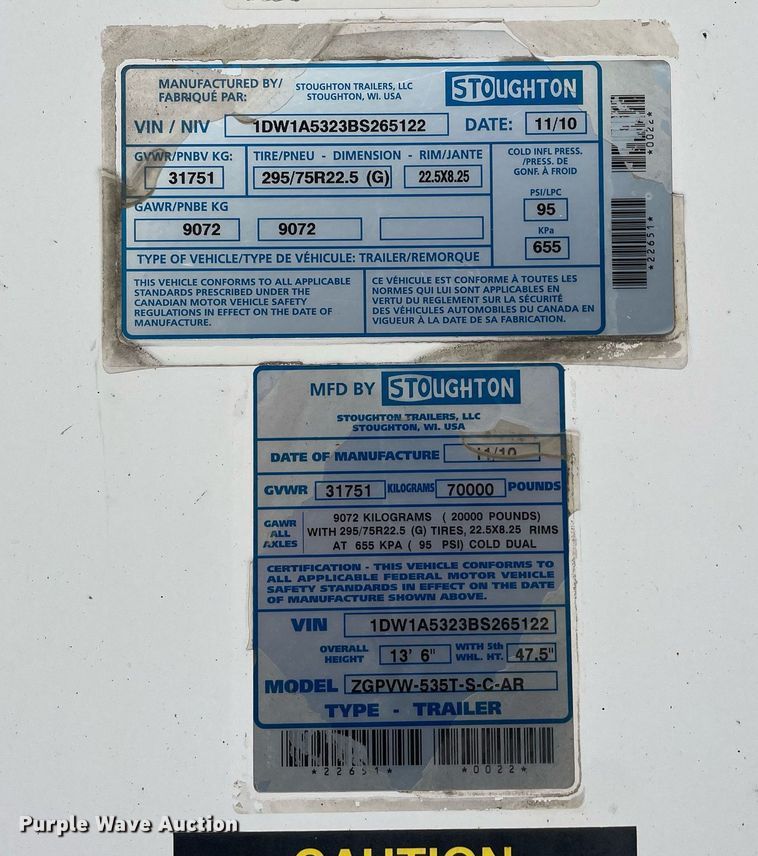 MANUFACTURED BY/
FABRIQUÉ PAR:
STOUGHTON TRAILERS, LLC
STOUGHTON, WI. USA
STOUGHTON
VIN / NIV 1DW1A5323BS265122 DATE: 11/10
GVWR/PNBV KG: TIRE/PNEU - DIMENSION - RIM/JANTE
31751 295/75R22.5 (G) 22.5X8.25
COLD INFL PRESS.
/PRESS. DE
GONF. À FROID
PSI/LPC
95
KPa
655
GAWR/PNBE KG
9072 9072
TYPE OF VEHICLE/TYPE DE VÉHICULE: TRAILER/REMORQUE
THIS VEHICLE CONFORMS TO ALL APPLICABLE
STANDARDS PRESCRIBED UNDER THE
CANADIAN MOTOR VEHICLE SAFETY
REGULATIONS IN EFFECT ON THE DATE OF
MANUFACTURE.
CE VÉHICULE EST CONFORME À TOUTES LES
NORMES QUI LUI SONT APPLICABLES EN
VERTU DU REGLEMENT SUR LA SÉCURITÉ
DES VÉHICULES AUTOMOBILES DU CANADA EN
VIGUEUR À LA DATE DE SA FABRICATION.
*0022*
*22651*
MFD BY STOUGHTON
STOUGHTON TRAILERS, LLC
STOUGHTON, WI. USA
DATE OF MANUFACTURE 11/10
GVWR 31751 KILOGRAMS 70000 POUNDS
GAWR
ALL
AXLES
9072 KILOGRAMS ( 20000 POUNDS)
WITH 295/75R22.5 (G) TIRES, 22.5X8.25 RIMS
AT 655 KPA ( 95 PSI) COLD DUAL
CERTIFICATION - THIS VEHICLE CONFORMS TO
ALL APPLICABLE FEDERAL MOTOR VEHICLE
SAFETY STANDARDS IN EFFECT ON THE DATE
OF MANUFACTURE SHOWN ABOVE.
VIN 1DW1A5323BS265122
OVERALL
HEIGHT
13' 6"
WITH 5th
WHL. HT.
47.5"
MODEL ZGPVW-535T-S-C-AR
TYPE - TRAILER
*22651* *0022*
Purple Wave Auction
CAUTION